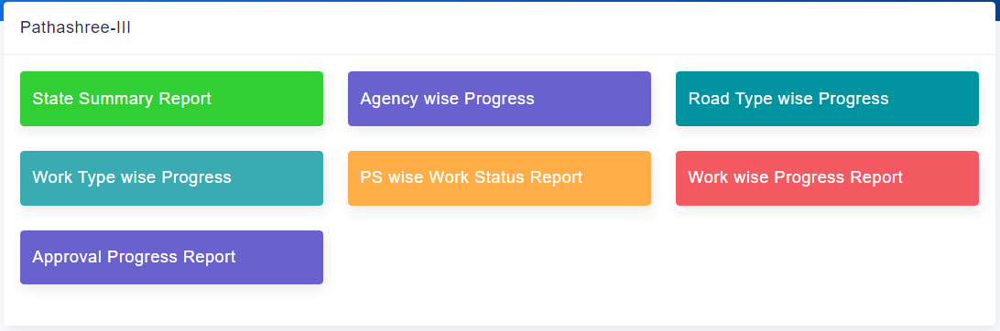 Pathashree-III
State Summary Report
Agency wise Progress
Road Type wise Progress
Work Type wise Progress
PS wise Work Status Report
Work wise Progress Report
Approval Progress Report